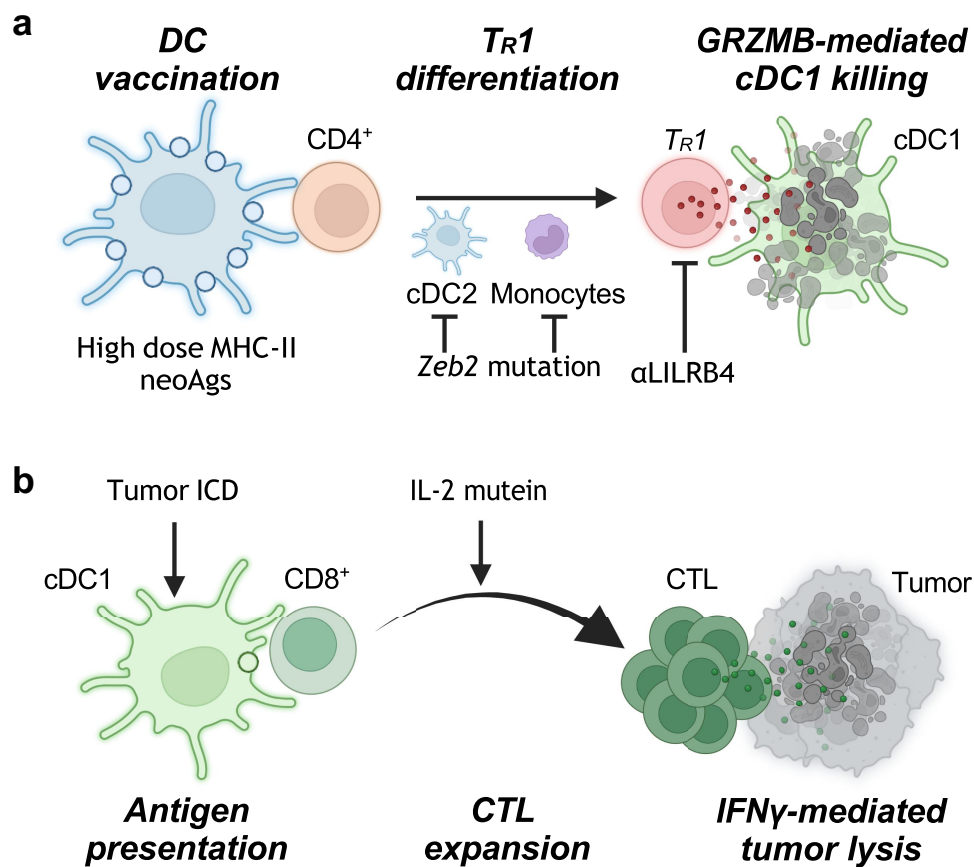 a
DC
vaccination
TR1
differentiation
GRZMB-mediated
cDC1 killing
CD4+
TR1
cDC1
cDC2
Monocytes
High dose MHC-II
neoAgs
Zeb2 mutation
αLILRB4
b
Tumor ICD
IL-2 mutein
cDC1
CD8+
CTL
Tumor
Antigen
presentation
CTL
expansion
IFNγ-mediated
tumor lysis